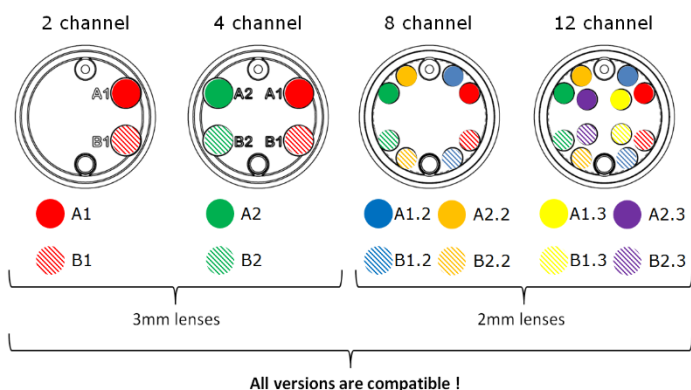 2 channel 4 channel 8 channel 12 channel
A1 A2 A1
B1 B2 B1
A1 A2 A1.2 A2.2 A1.3 A2.3
B1 B2 B1.2 B2.2 B1.3 B2.3
3mm lenses 2mm lenses
All versions are compatible !